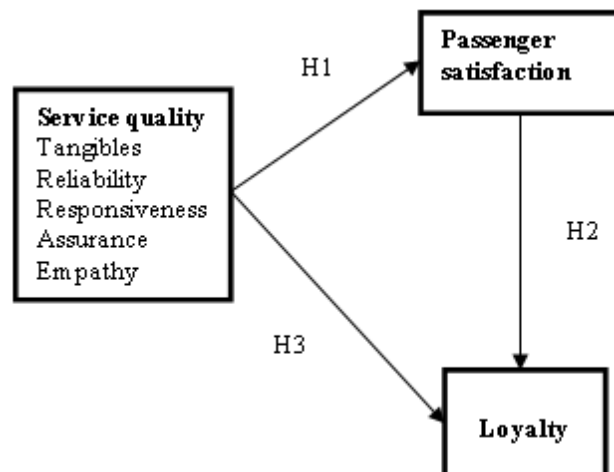 Passenger
satisfaction
H1
Service quality
Tangibles
Reliability
Responsiveness
Assurance
Empathy
H2
H3
Loyalty